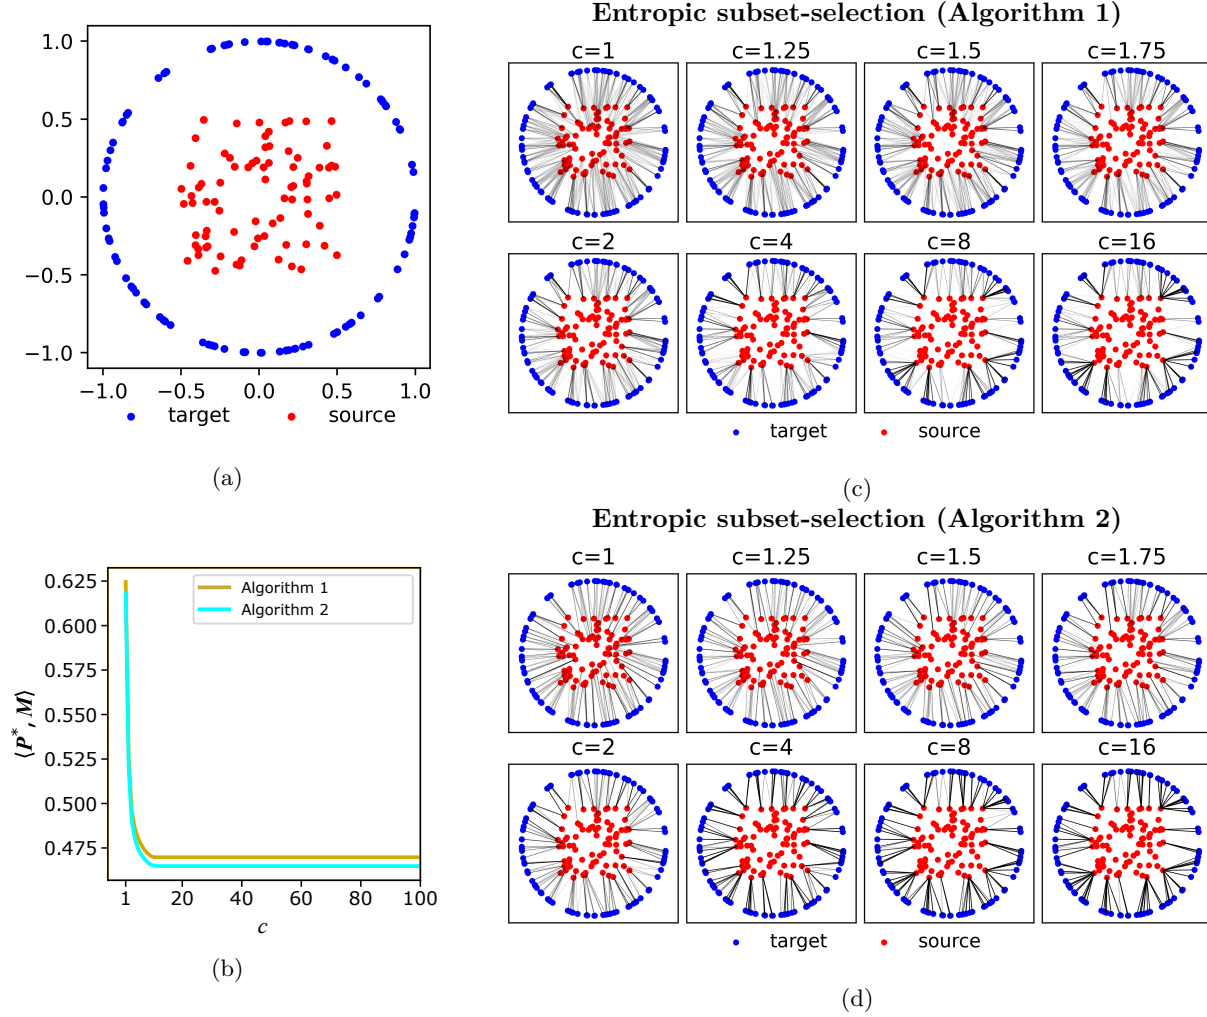 1.0
0.5
0.0
−0.5
−1.0
−1.0 −0.5 0.0 0.5 1.0
target source
(a)
0.625
0.600
0.575
0.550
0.525
0.500
0.475
⟨P*, M⟩
Algorithm 1
Algorithm 2
1 20 40 60 80 100
c
(b)
Entropic subset-selection (Algorithm 1)
c=1 c=1.25 c=1.5 c=1.75
c=2 c=4 c=8 c=16
target source
(c)
Entropic subset-selection (Algorithm 2)
c=1 c=1.25 c=1.5 c=1.75
c=2 c=4 c=8 c=16
target source
(d)